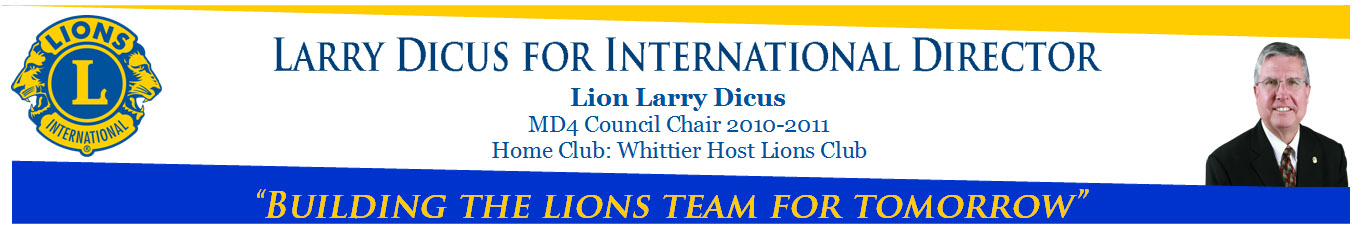 LIONS
L
INTERNATIONAL
®
LARRY DICUS FOR INTERNATIONAL DIRECTOR
Lion Larry Dicus
MD4 Council Chair 2010-2011
Home Club: Whittier Host Lions Club
“BUILDING THE LIONS TEAM FOR TOMORROW”